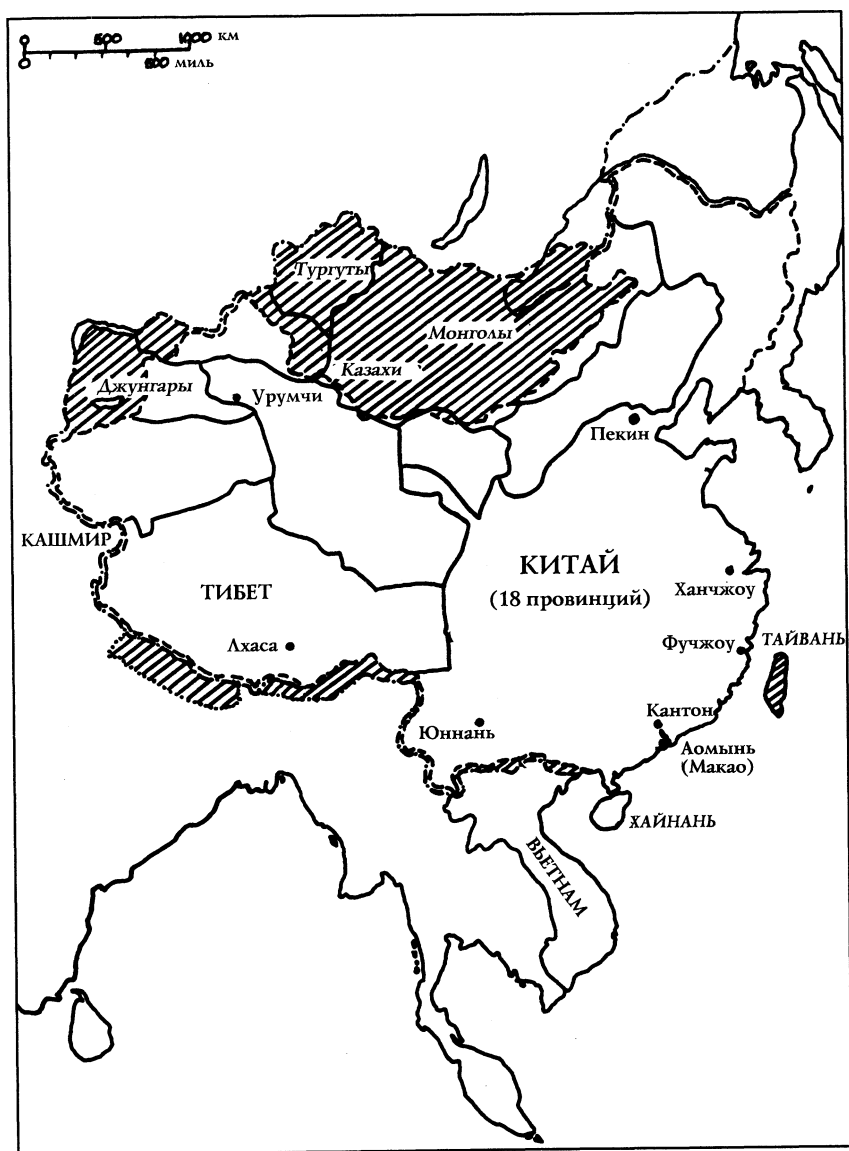 500 1000 км
0 500 миль
Тургуты
Монголы
Казахи
Джунгары
Урумчи
Пекин
КАШМИР
КИТАЙ
(18 провинций)
ТИБЕТ
Ханчжоу
Лхаса
Фучжоу
ТАЙВАНЬ
Кантон
Юннань
Аомынь
(Макао)
ХАЙНАНЬ
ВЬЕТНАМ